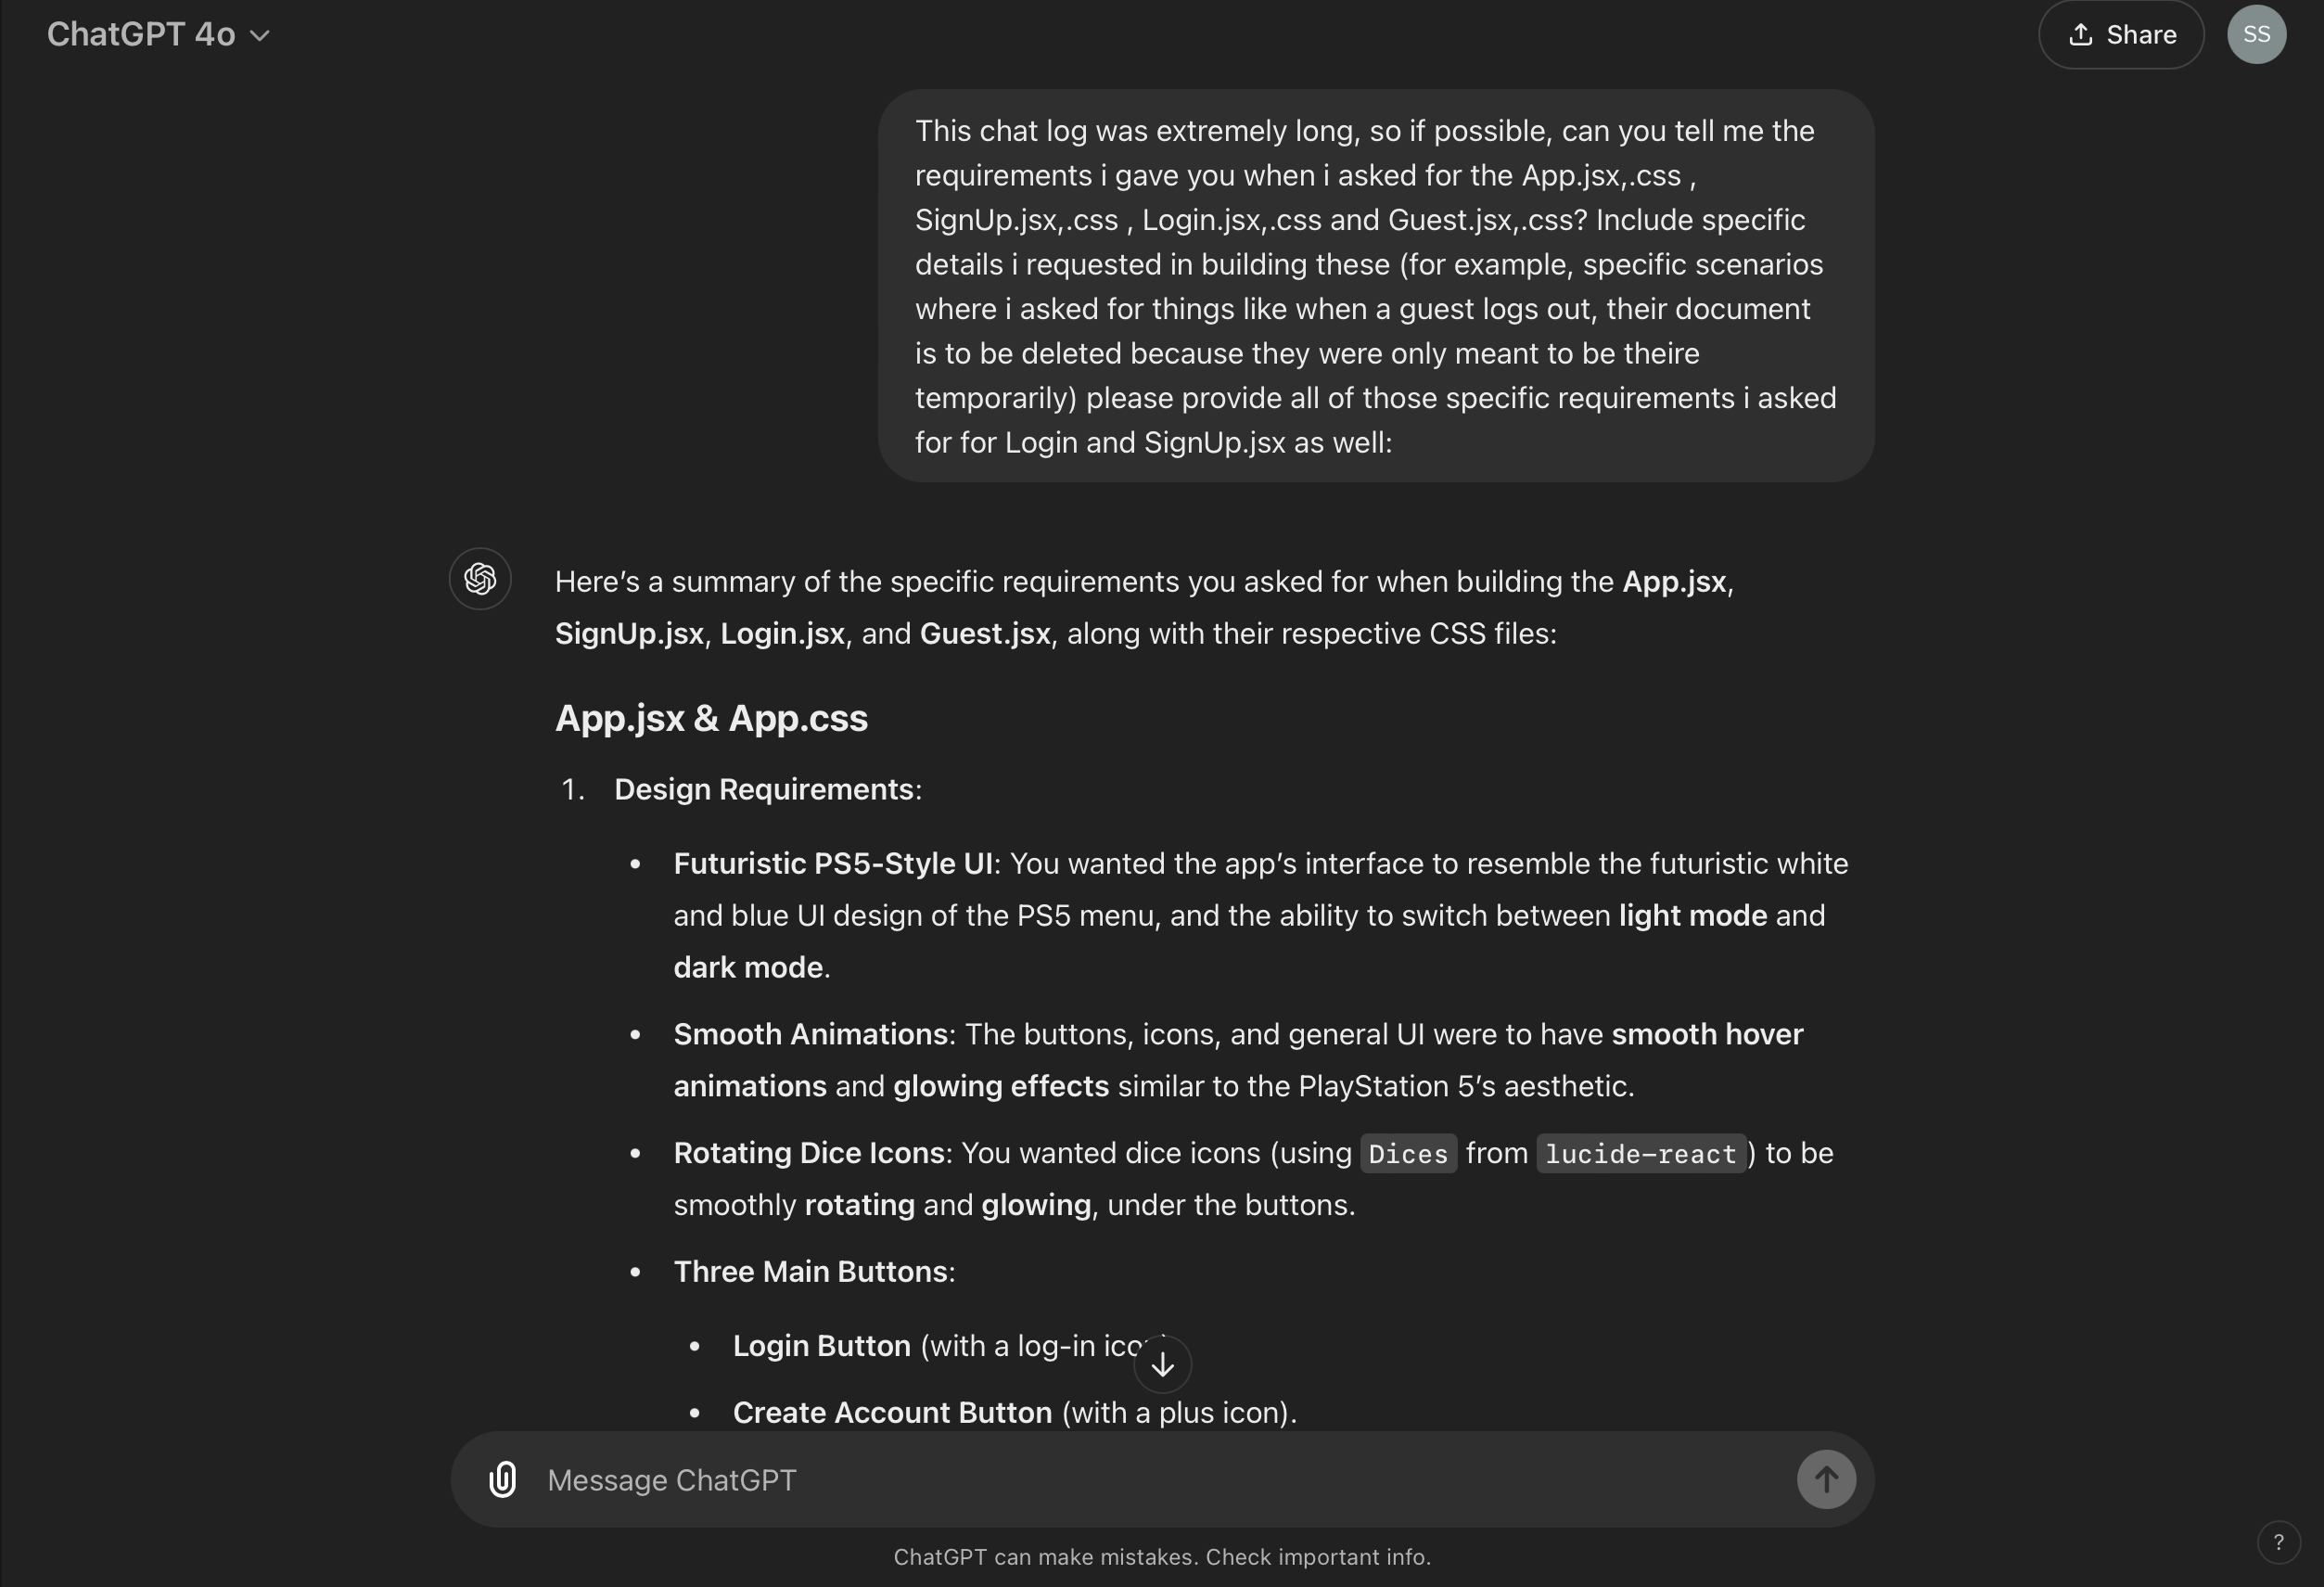 ChatGPT 4o
Share
SS
This chat log was extremely long, so if possible, can you tell me the
requirements i gave you when i asked for the App.jsx,.css ,
SignUp.jsx,.css , Login.jsx,.css and Guest.jsx,.css? Include specific
details i requested in building these (for example, specific scenarios
where i asked for things like when a guest logs out, their document
is to be deleted because they were only meant to be theire
temporarily) please provide all of those specific requirements i asked
for for Login and SignUp.jsx as well:
Here’s a summary of the specific requirements you asked for when building the App.jsx,
SignUp.jsx, Login.jsx, and Guest.jsx, along with their respective CSS files:
App.jsx & App.css
1. Design Requirements:
• Futuristic PS5-Style UI: You wanted the app’s interface to resemble the futuristic white
and blue UI design of the PS5 menu, and the ability to switch between light mode and
dark mode.
• Smooth Animations: The buttons, icons, and general UI were to have smooth hover
animations and glowing effects similar to the PlayStation 5’s aesthetic.
• Rotating Dice Icons: You wanted dice icons (using Dices from lucide-react) to be
smoothly rotating and glowing, under the buttons.
• Three Main Buttons:
• Login Button (with a log-in
• Create Account Button (with a plus icon).
Message ChatGPT
ChatGPT can make mistakes. Check important info.
?